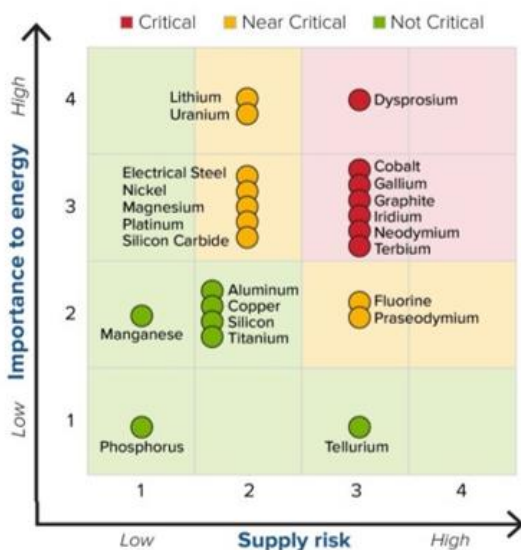 Critical Near Critical Not Critical
High
Importance to energy
Low
4
3
2
1
Lithium
Uranium
Dysprosium
Electrical Steel
Nickel
Magnesium
Platinum
Silicon Carbide
Cobalt
Gallium
Graphite
Iridium
Neodymium
Terbium
Manganese
Aluminum
Copper
Silicon
Titanium
Fluorine
Praseodymium
Phosphorus
Tellurium
1 2 3 4
Low Supply risk High